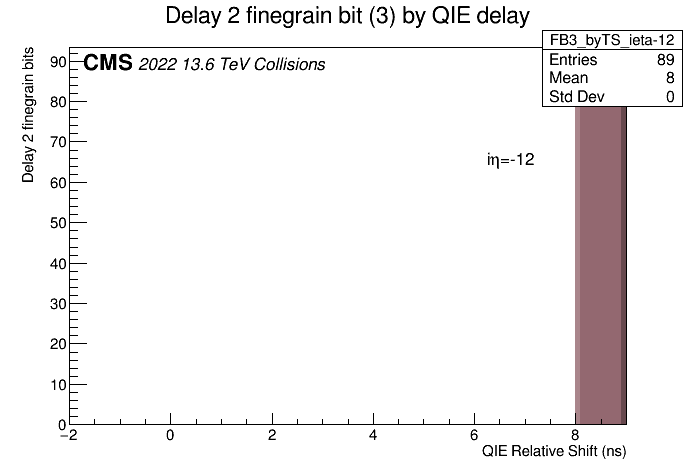 Delay 2 finegrain bit (3) by QIE delay
FB3_byTS_ieta-12
Entries 89
Mean 8
Std Dev 0
CMS 2022 13.6 TeV Collisions
iη=-12
Delay 2 finegrain bits
90
80
70
60
50
40
30
20
10
0
−2 0 2 4 6 8
QIE Relative Shift (ns)